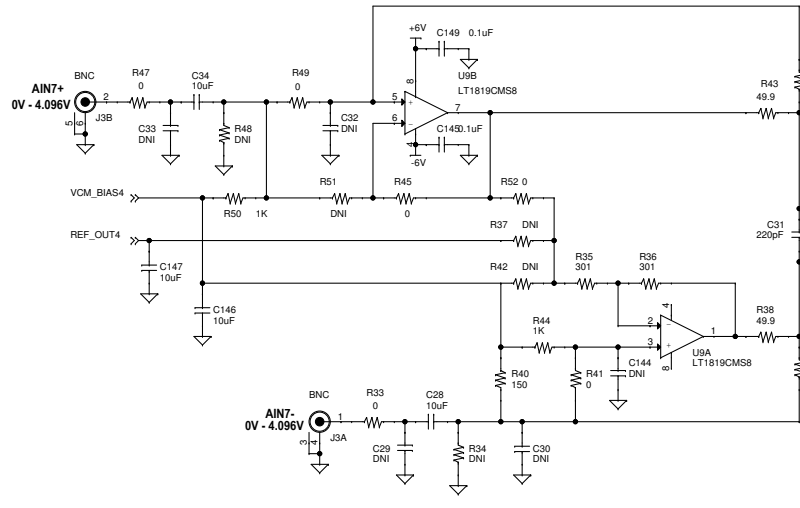 +6V
C149 0.1uF
U9B
LT1819CMS8
8
5
+
6
−
7
4
C145 0.1uF
-6V
BNC
AIN7+
0V - 4.096V
2
J3B
5
6
R47
0
C34
10uF
C33
DNI
R48
DNI
R49
0
C32
DNI
R43
49.9
VCM_BIAS4
R50 1K
R51
DNI
R45
0
R52 0
REF_OUT4
R37 DNI
C147
10uF
R42 DNI
R35
301
R36
301
C31
220pF
C146
10uF
R44
1K
4
2
−
3
+
1
8
U9A
LT1819CMS8
R38
49.9
R40
150
R41
0
C144
DNI
BNC
AIN7-
0V - 4.096V
1
J3A
3
4
R33
0
C28
10uF
C29
DNI
R34
DNI
C30
DNI